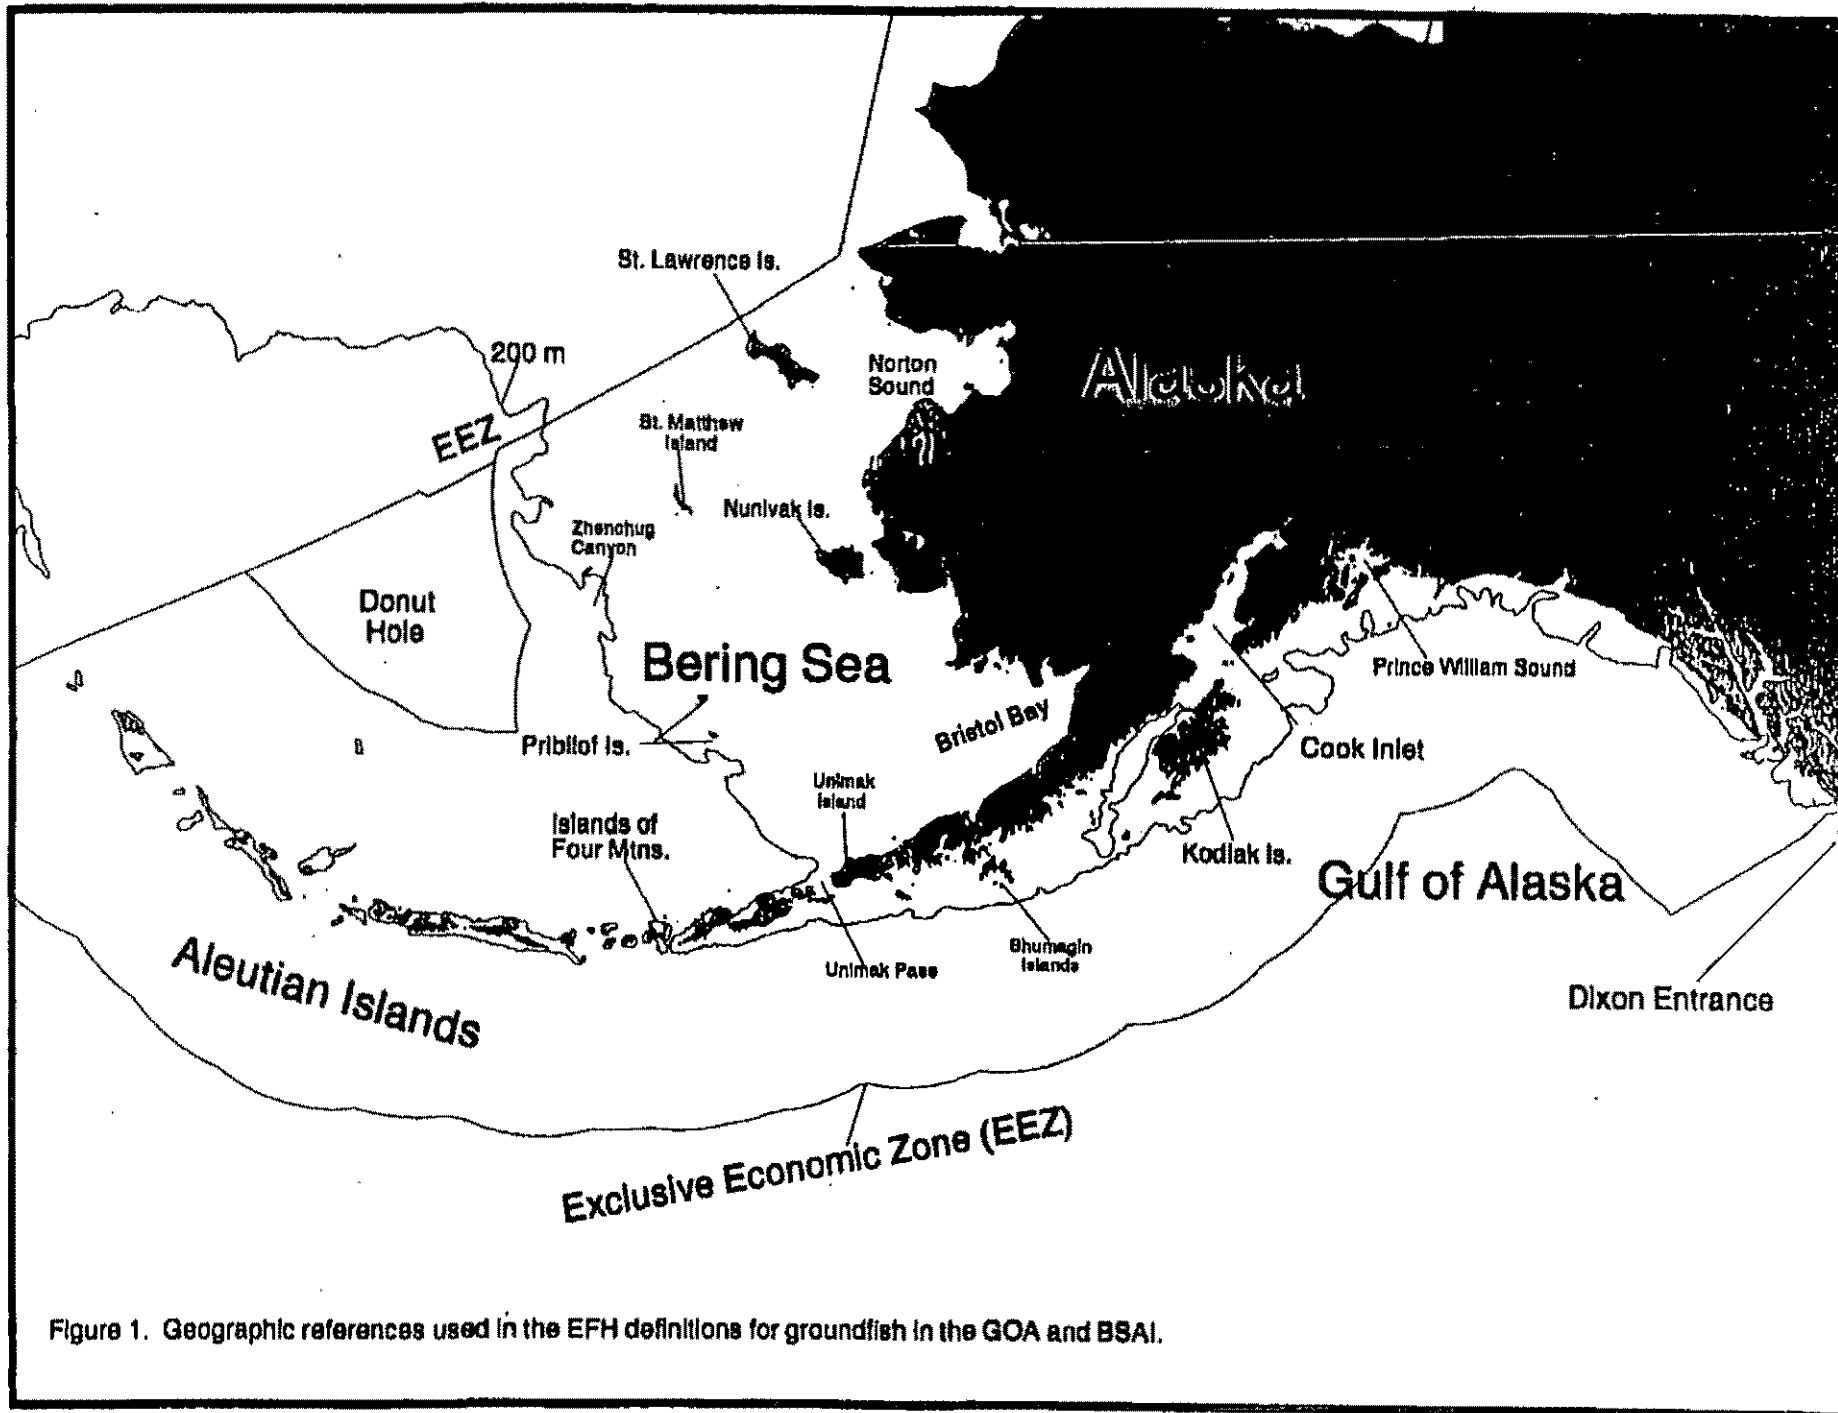 St. Lawrence Is.
200 m
Norton
Sound
Alaska
EEZ
St. Matthew
Island
Nunivak Is.
Zhenchug
Canyon
Donut
Hole
Bering Sea
Prince William Sound
Bristol Bay
Pribilof Is.
Cook Inlet
Unimak
Island
Islands of
Four Mtns.
Kodiak Is.
Gulf of Alaska
Aleutian Islands
Unimak Pass
Shumagin
Islands
Dixon Entrance
Exclusive Economic Zone (EEZ)
Figure 1. Geographic references used in the EFH definitions for groundfish in the GOA and BSAI.